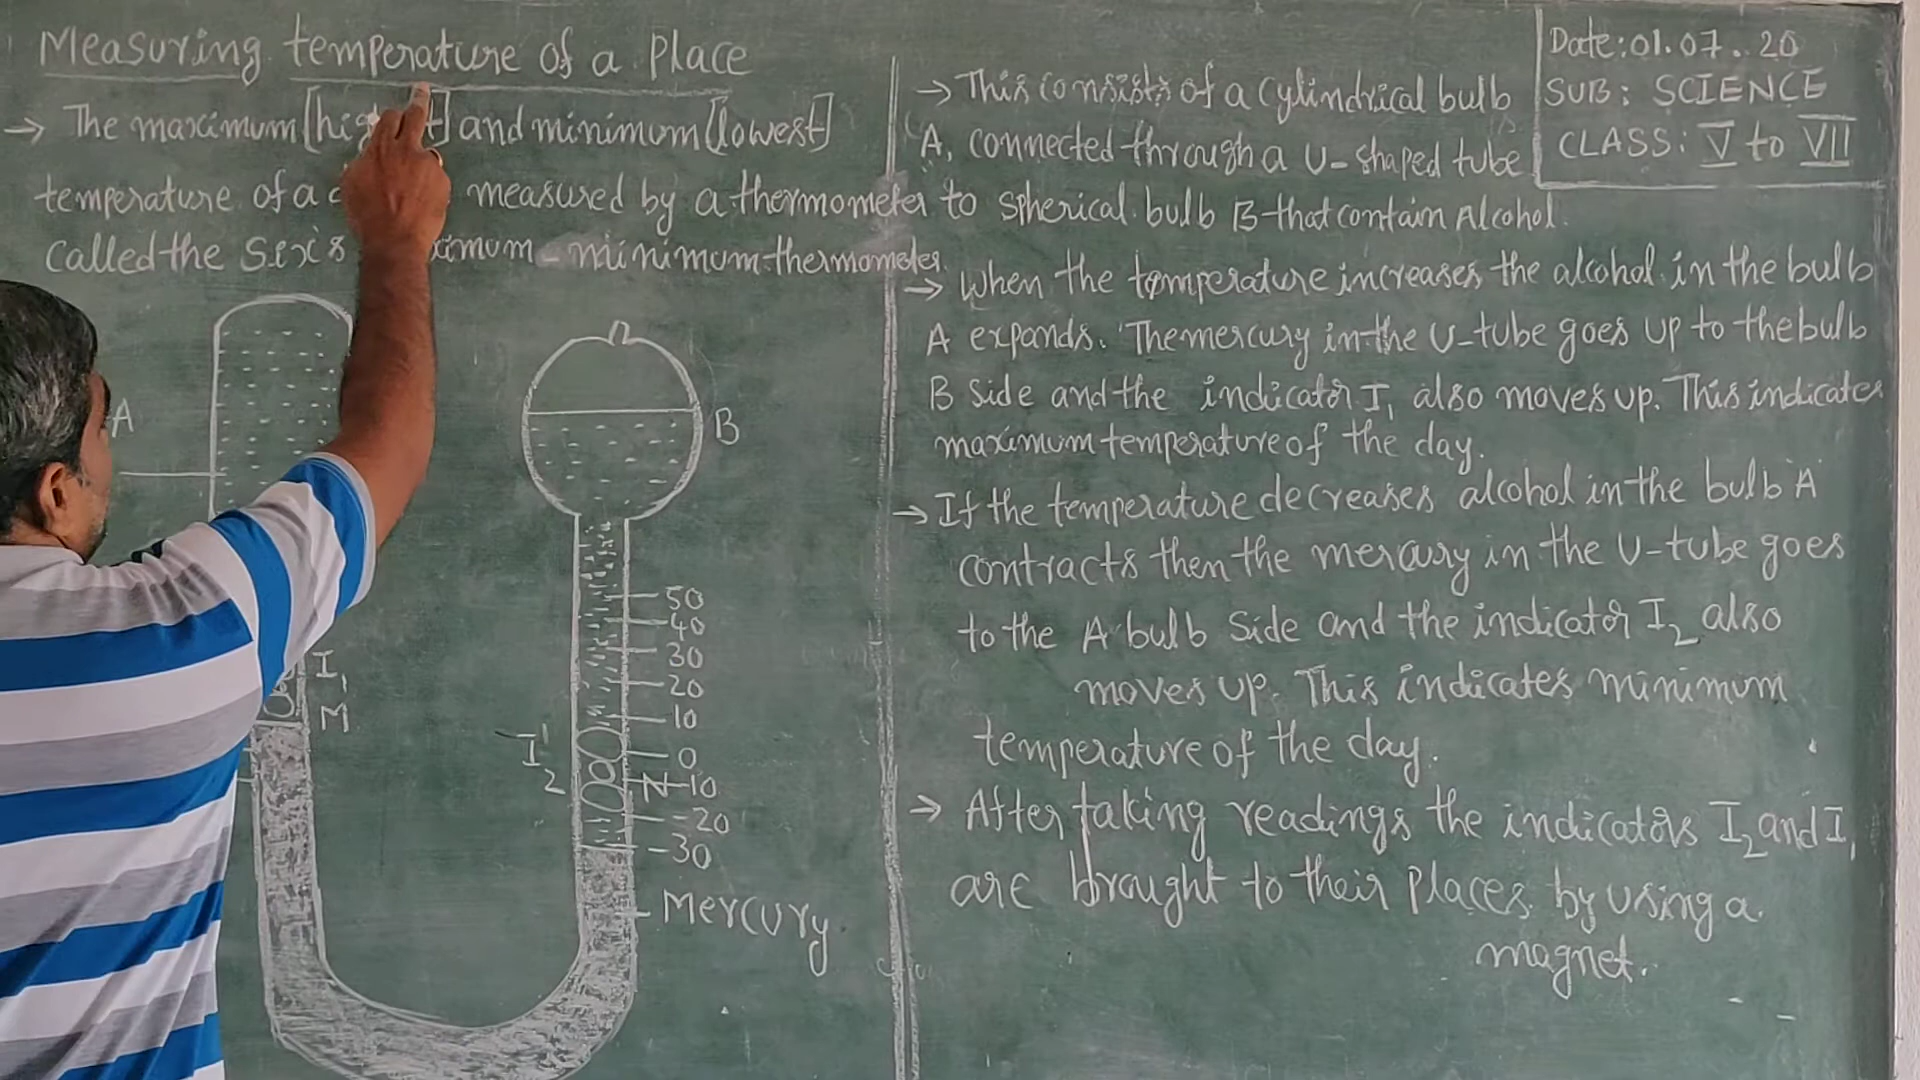 Measuring temperature of a place
→ The maximum [hig t] and minimum [lowest]
temperature of a measured by a thermometer
called the Six's ximum - minimum thermometer.
A
B
50
40
30
20
10
0
N -10
-20
-30
I1
M
I2
Mercury
Date: 01.07.20
SUB: SCIENCE
CLASS: V to VII
→ This consists of a cylindrical bulb
A, connected through a U-shaped tube
to spherical bulb B that contain Alcohol.
→ When the temperature increases, the alcohol in the bulb
A expands. The mercury in the U-tube goes up to the bulb
B side and the indicator I1 also moves up. This indicates
maximum temperature of the day.
→ If the temperature decreases alcohol in the bulb "A"
contracts then the mercury in the U-tube goes
to the A bulb side and the indicator I2 also
moves up. This indicates minimum
temperature of the day.
→ After taking readings the indicators I2 and I1
are brought to their places by using a
magnet.